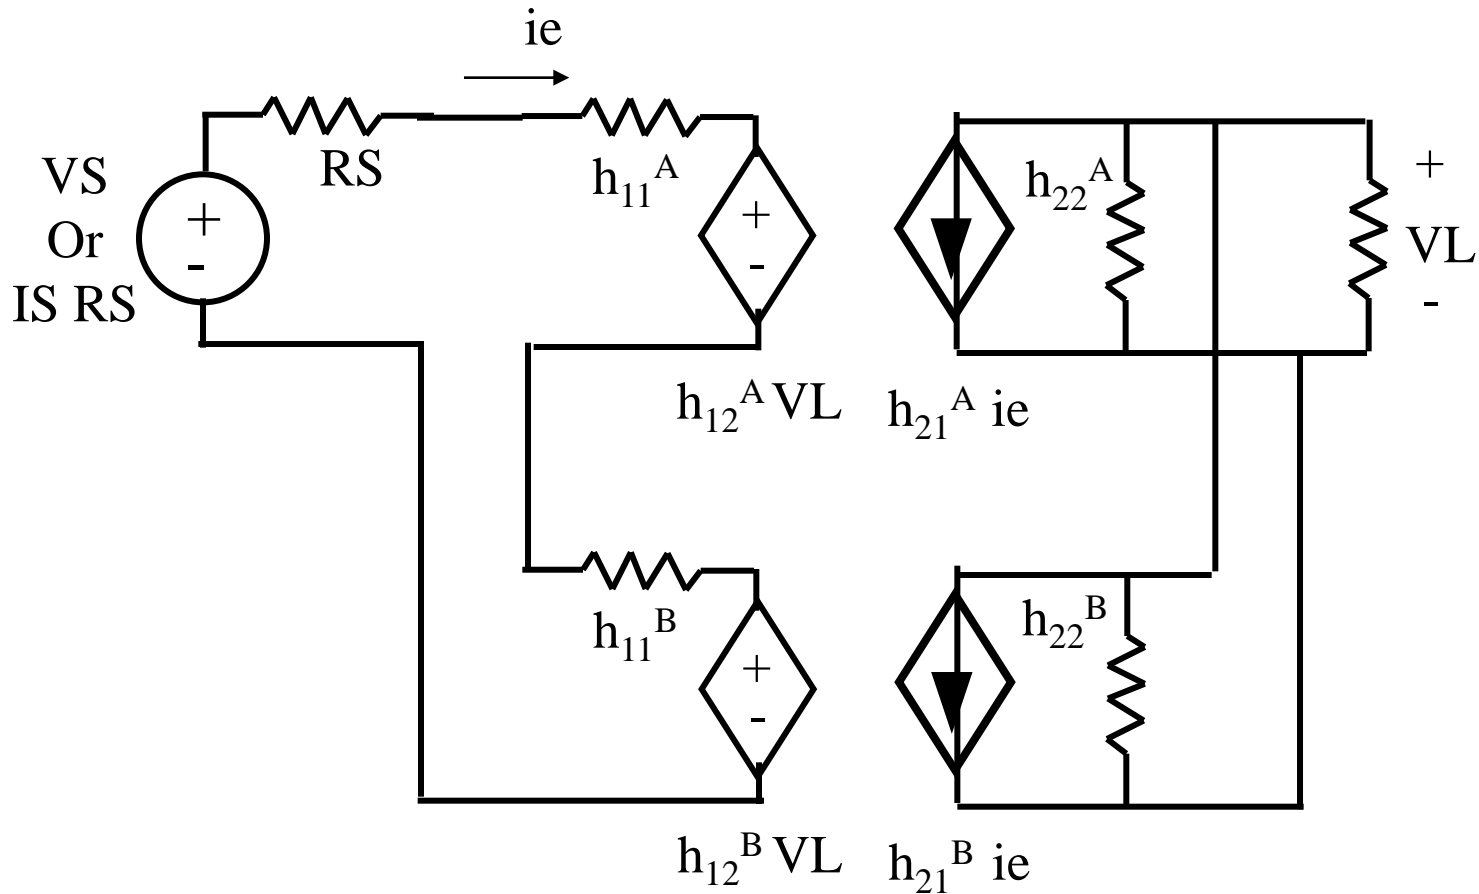 ie
VS
Or
IS RS
+
-
RS
h₁₁ᴬ
+
-
h₂₂ᴬ
+
VL
-
h₁₂ᴬ VL
h₂₁ᴬ ie
h₁₁ᴮ
+
-
h₂₂ᴮ
h₁₂ᴮ VL
h₂₁ᴮ ie